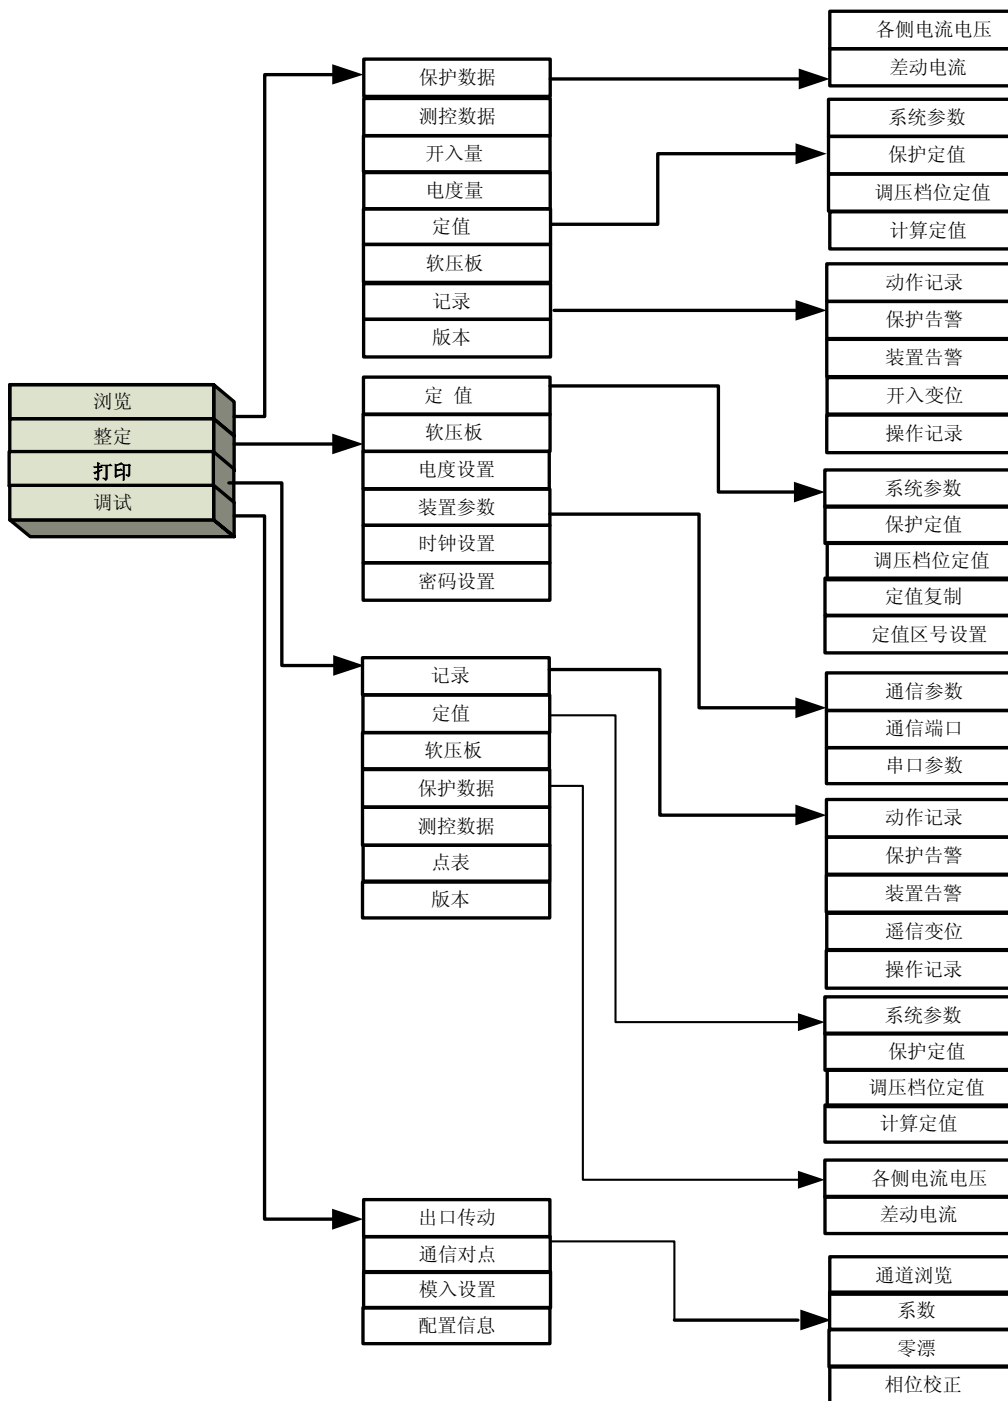 浏览
整定
打印
调试
保护数据
测控数据
开入量
电度量
定值
软压板
记录
版本
定 值
软压板
电度设置
装置参数
时钟设置
密码设置
记录
定值
软压板
保护数据
测控数据
点表
版本
出口传动
通信对点
模入设置
配置信息
各侧电流电压
差动电流
系统参数
保护定值
调压档位定值
计算定值
动作记录
保护告警
装置告警
开入变位
操作记录
系统参数
保护定值
调压档位定值
定值复制
定值区号设置
通信参数
通信端口
串口参数
动作记录
保护告警
装置告警
遥信变位
操作记录
系统参数
保护定值
调压档位定值
计算定值
各侧电流电压
差动电流
通道浏览
系数
零漂
相位校正